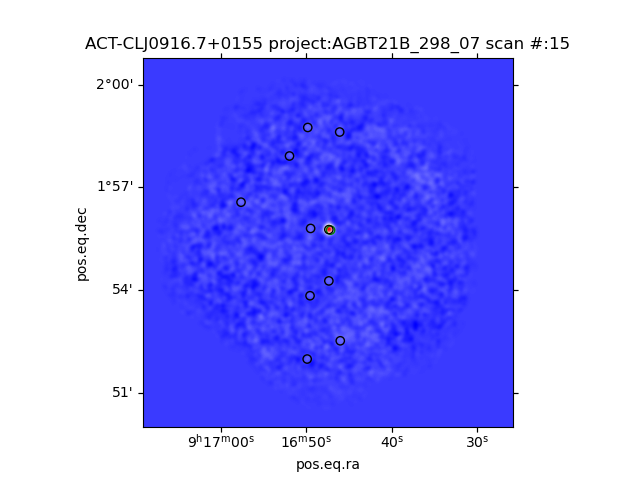 ACT-CLJ0916.7+0155 project:AGBT21B_298_07 scan #:15
2°00'
1°57'
54'
51'
pos.eq.dec
9ʰ17ᵐ00ˢ 16ᵐ50ˢ 40ˢ 30ˢ
pos.eq.ra